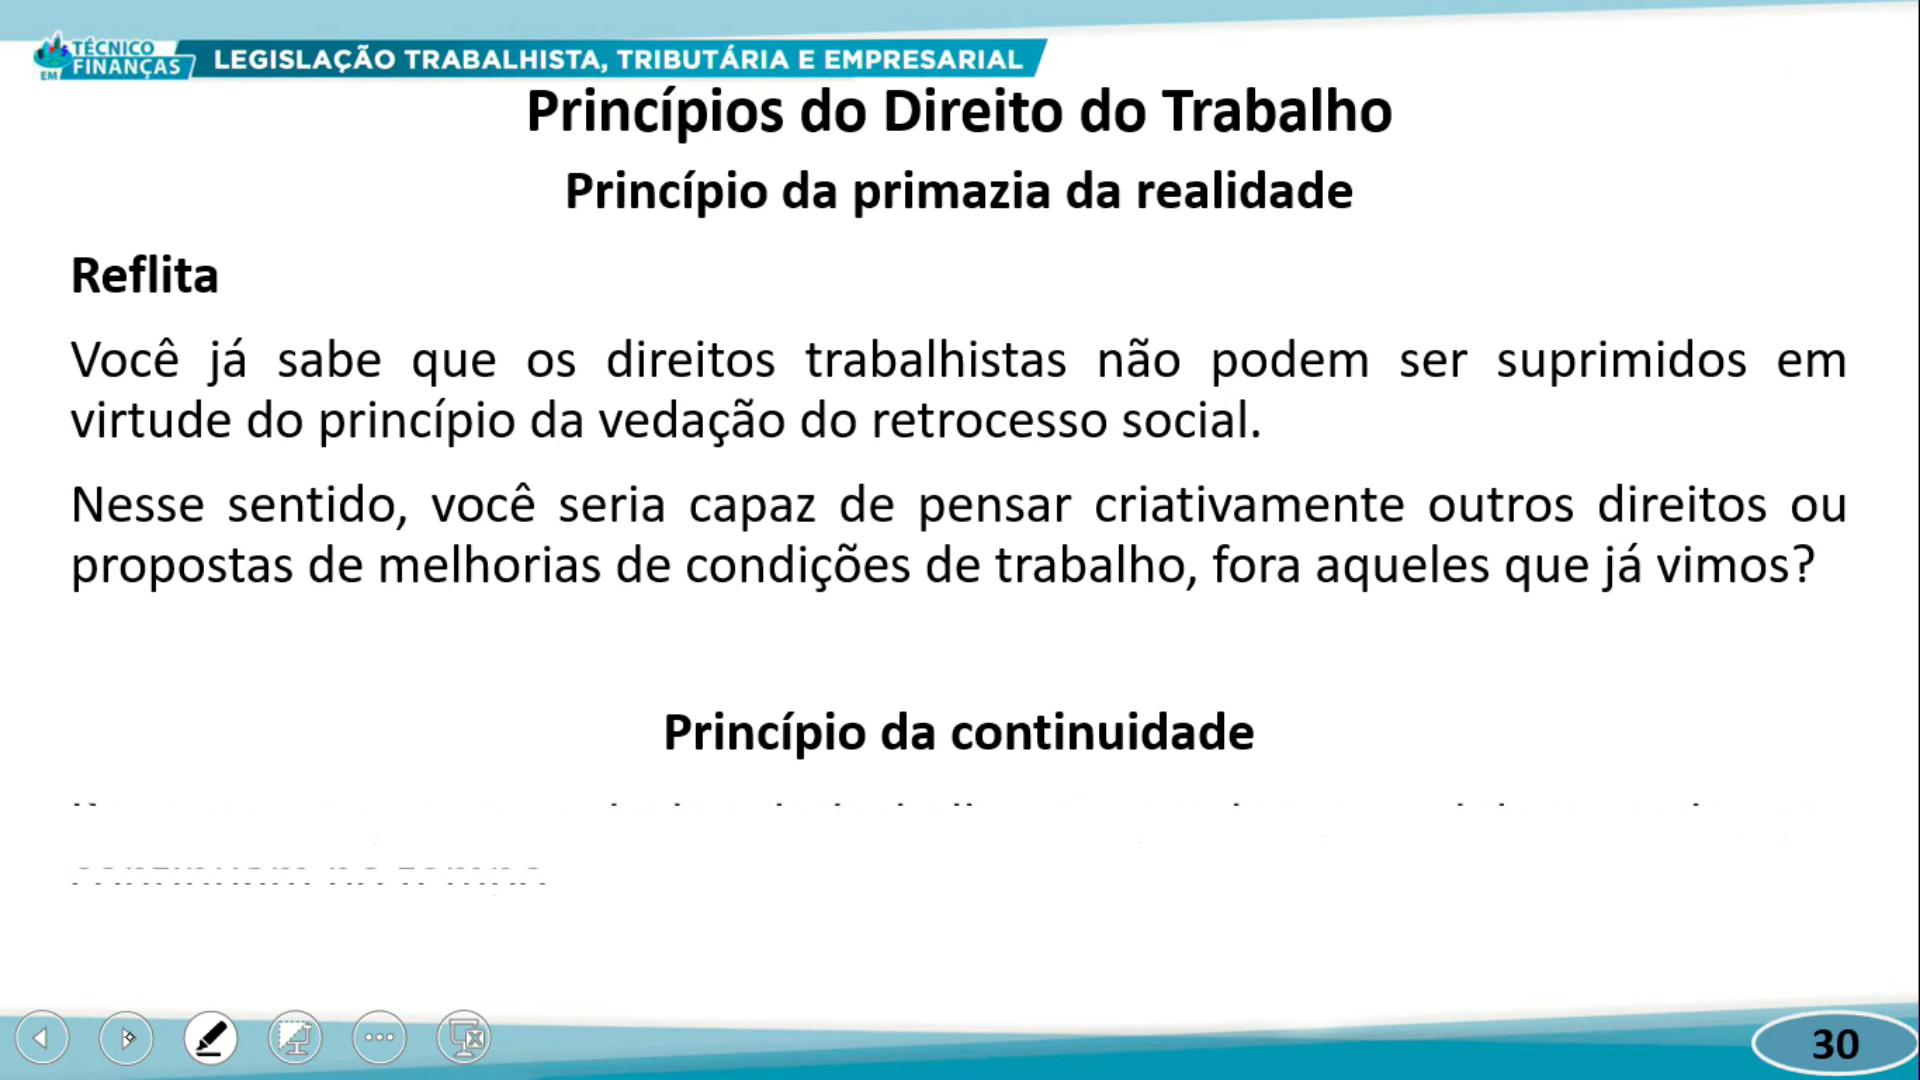 TÉCNICO
EM FINANÇAS
LEGISLAÇÃO TRABALHISTA, TRIBUTÁRIA E EMPRESARIAL
Princípios do Direito do Trabalho
Princípio da primazia da realidade
Reflita
Você já sabe que os direitos trabalhistas não podem ser suprimidos em
virtude do princípio da vedação do retrocesso social.
Nesse sentido, você seria capaz de pensar criativamente outros direitos ou
propostas de melhorias de condições de trabalho, fora aqueles que já vimos?
Princípio da continuidade
continuam no tempo
30